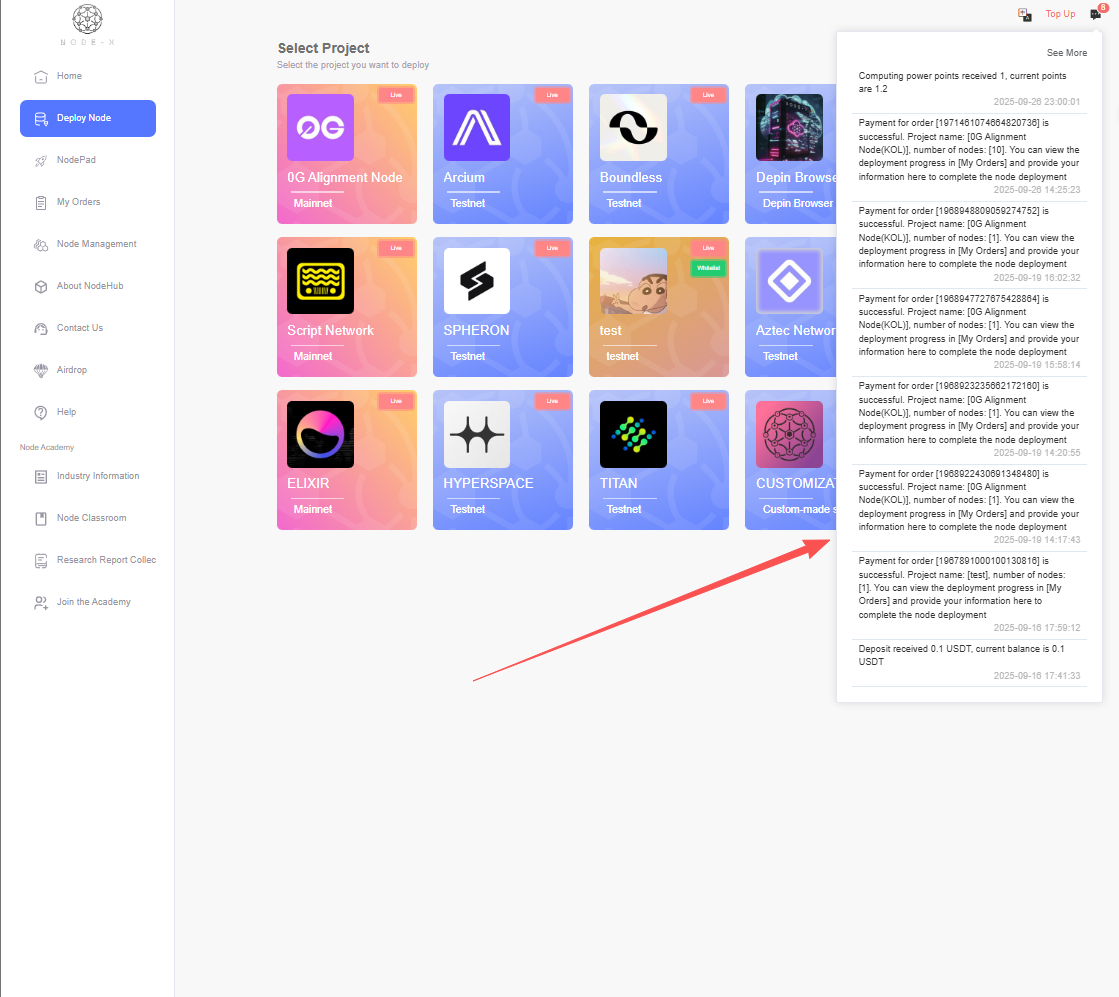 NODE-X
Home
Deploy Node
NodePad
My Orders
Node Management
About NodeHub
Contact Us
Airdrop
Help
Node Academy
Industry Information
Node Classroom
Research Report Collec
Join the Academy
Top Up
8
Select Project
Select the project you want to deploy
Live
0G
0G Alignment Node
Mainnet
Live
Arcium
Testnet
Live
Boundless
Testnet
Depin Browse
Depin Browser
Live
Script Network
Mainnet
Live
SPHERON
Testnet
Live
Whitelist
test
testnet
Aztec Networ
Testnet
Live
ELIXIR
Mainnet
Live
HYPERSPACE
Testnet
Live
TITAN
Testnet
CUSTOMIZAT
Custom-made s
See More
Computing power points received 1, current points
are 1.2
2025-09-26 23:00:01
Payment for order [1971461074664820736] is
successful. Project name: [0G Alignment
Node(KOL)], number of nodes: [10]. You can view the
deployment progress in [My Orders] and provide your
information here to complete the node deployment
2025-09-26 14:25:23
Payment for order [1968948809059274752] is
successful. Project name: [0G Alignment
Node(KOL)], number of nodes: [1]. You can view the
deployment progress in [My Orders] and provide your
information here to complete the node deployment
2025-09-19 16:02:32
Payment for order [1968947727675428864] is
successful. Project name: [0G Alignment
Node(KOL)], number of nodes: [1]. You can view the
deployment progress in [My Orders] and provide your
information here to complete the node deployment
2025-09-19 15:58:14
Payment for order [1968923235662172160] is
successful. Project name: [0G Alignment
Node(KOL)], number of nodes: [1]. You can view the
deployment progress in [My Orders] and provide your
information here to complete the node deployment
2025-09-19 14:20:55
Payment for order [1968922430691348480] is
successful. Project name: [0G Alignment
Node(KOL)], number of nodes: [1]. You can view the
deployment progress in [My Orders] and provide your
information here to complete the node deployment
2025-09-19 14:17:43
Payment for order [1967891000100130816] is
successful. Project name: [test], number of nodes:
[1]. You can view the deployment progress in [My
Orders] and provide your information here to
complete the node deployment
2025-09-16 17:59:12
Deposit received 0.1 USDT, current balance is 0.1
USDT
2025-09-16 17:41:33